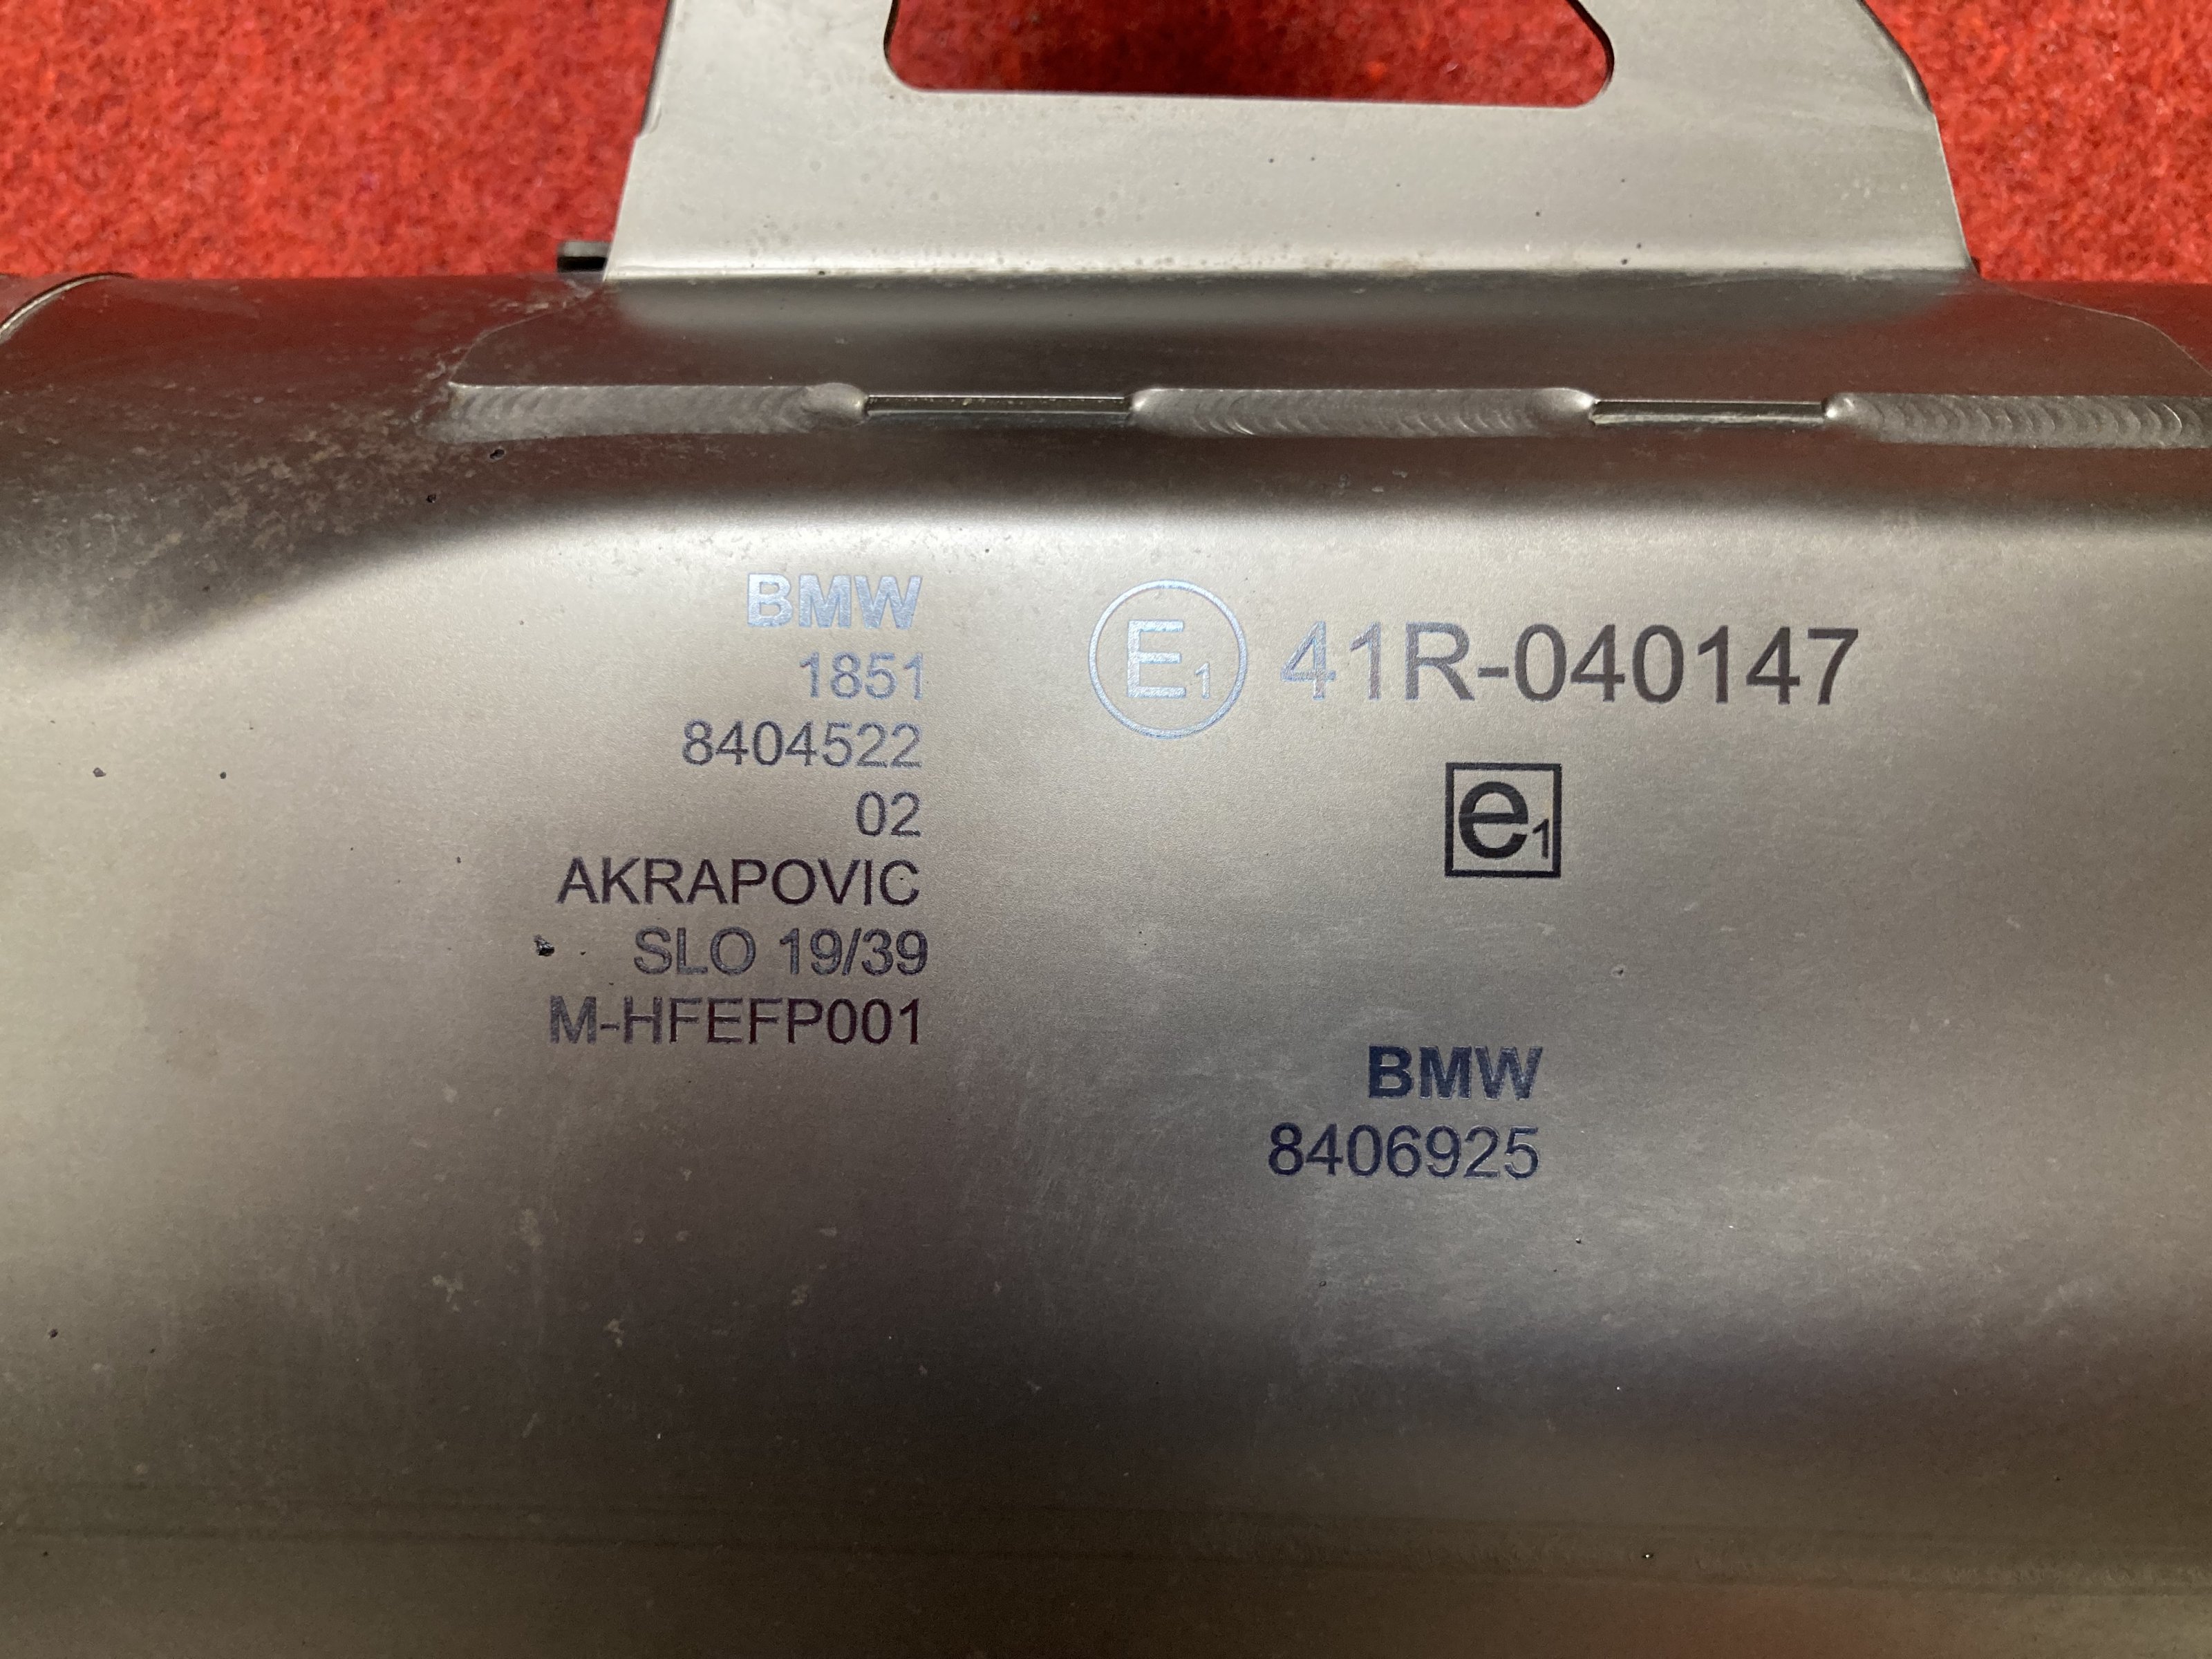 BMW
1851
8404522
02
AKRAPOVIC
SLO 19/39
M-HFEFP001
E1 41R-040147
e1
BMW
8406925